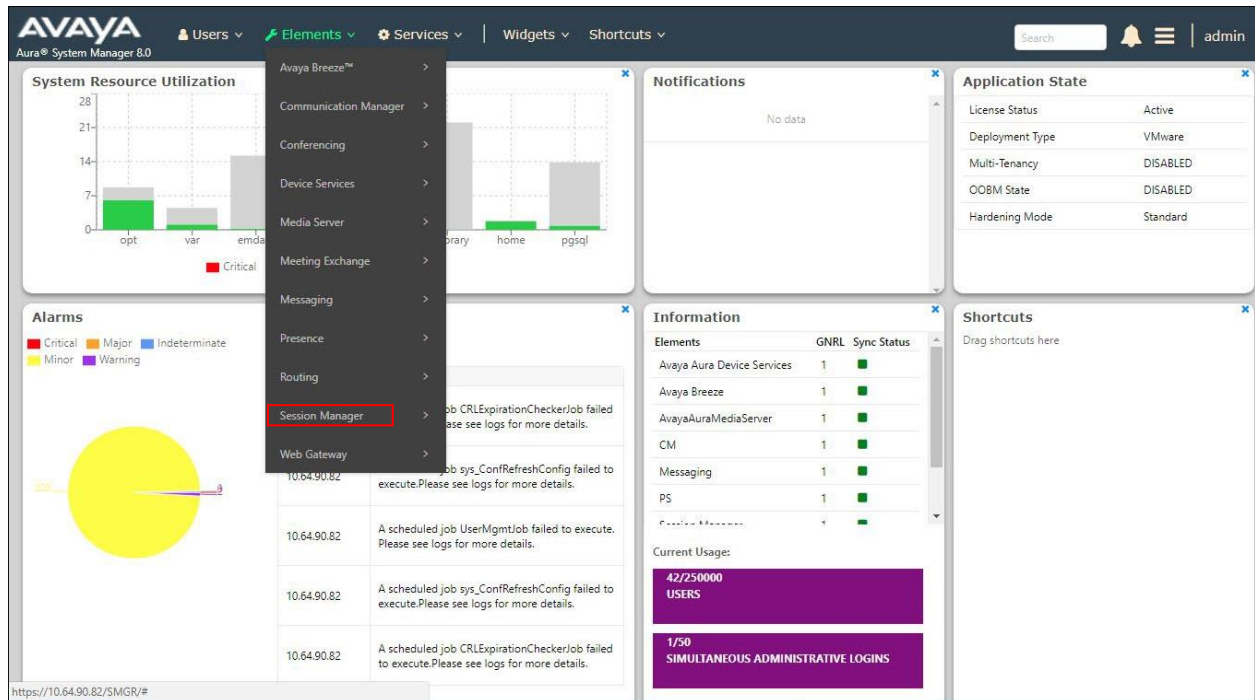 AVAYA
Aura® System Manager 8.0
Users
Elements
Services
Widgets
Shortcuts
Search
admin
Avaya Breeze™
Communication Manager
Conferencing
Device Services
Media Server
Meeting Exchange
Messaging
Presence
Routing
Session Manager
Web Gateway
System Resource Utilization
28
21
14
7
0
opt
var
emda
rary
home
pgsql
Critical
Notifications
No data
Application State
License Status Active
Deployment Type VMware
Multi-Tenancy DISABLED
OOBM State DISABLED
Hardening Mode Standard
Alarms
Critical Major Indeterminate
Minor Warning
ob CRLExpirationCheckerJob failed
ase see logs for more details.
10.64.90.82
ob sys_ConfRefreshConfig failed to
execute.Please see logs for more details.
10.64.90.82
A scheduled job UserMgmtJob failed to execute.
Please see logs for more details.
10.64.90.82
A scheduled job sys_ConfRefreshConfig failed to
execute.Please see logs for more details.
10.64.90.82
A scheduled job CRLExpirationCheckerJob failed
to execute.Please see logs for more details.
Information
Elements GNRL Sync Status
Avaya Aura Device Services 1
Avaya Breeze 1
AvayaAuraMediaServer 1
CM 1
Messaging 1
PS 1
Session Manager
Current Usage:
42/250000
USERS
1/50
SIMULTANEOUS ADMINISTRATIVE LOGINS
Shortcuts
Drag shortcuts here
https://10.64.90.82/SMGR/#